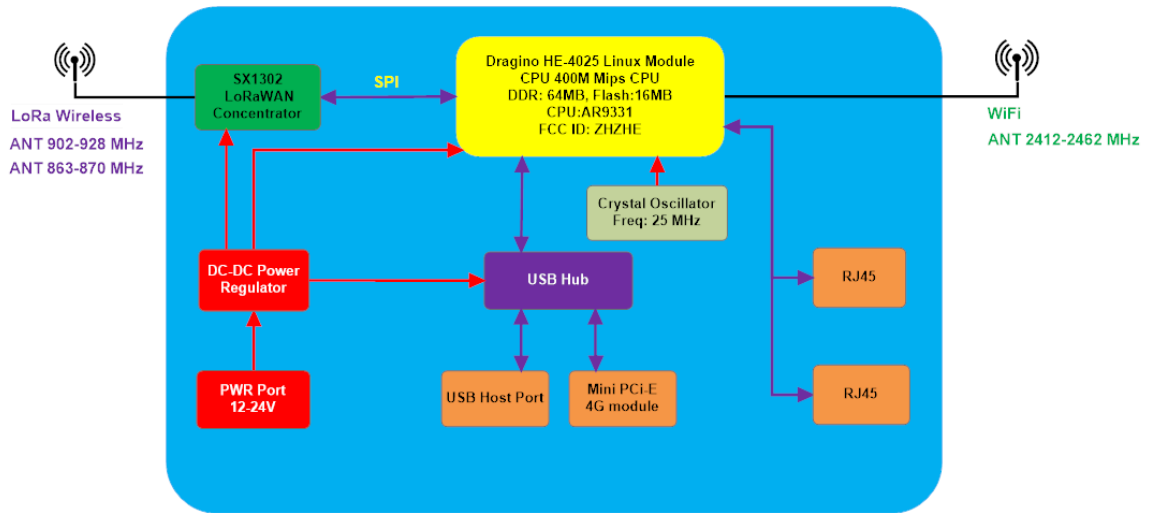 Dragino HE-4025 Linux Module
CPU 400M Mips CPU
DDR: 64MB, Flash:16MB
CPU:AR9331
FCC ID: ZHZHE
SX1302
LoRaWAN
Concentrator
SPI
LoRa Wireless
ANT 902-928 MHz
ANT 863-870 MHz
WiFi
ANT 2412-2462 MHz
Crystal Oscillator
Freq: 25 MHz
DC-DC Power
Regulator
USB Hub
RJ45
PWR Port
12-24V
USB Host Port
Mini PCi-E
4G module
RJ45